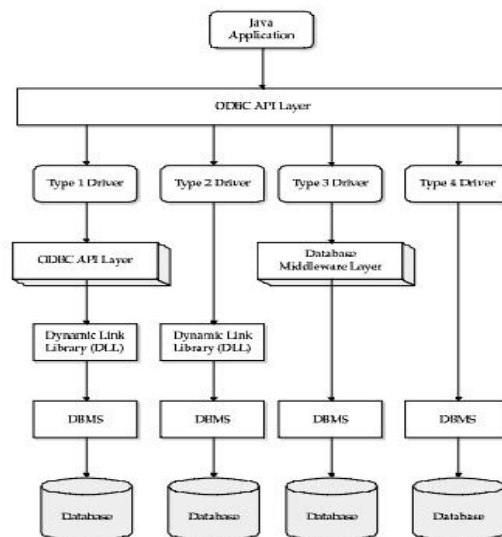 Java
Application
ODBC API Layer
Type 1 Driver
Type 2 Driver
Type 3 Driver
Type 4 Driver
ODBC API Layer
Database
Middleware Layer
Dynamic Link
Library (DLL)
Dynamic Link
Library (DLL)
DBMS
DBMS
DBMS
DBMS
Database
Database
Database
Database